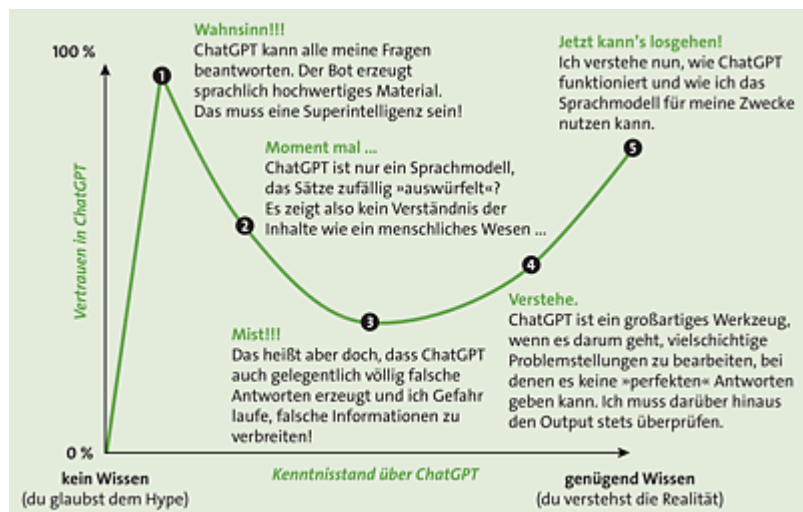 100 %
Wahnsinn!!!
ChatGPT kann alle meine Fragen
beantworten. Der Bot erzeugt
sprachlich hochwertiges Material.
Das muss eine Superintelligenz sein!
Jetzt kann's losgehen!
Ich verstehe nun, wie ChatGPT
funktioniert und wie ich das
Sprachmodell für meine Zwecke
nutzen kann.
1
Moment mal ...
ChatGPT ist nur ein Sprachmodell,
das Sätze zufällig »auswürfelt«?
Es zeigt also kein Verständnis der
Inhalte wie ein menschliches Wesen ...
5
2
Vertrauen in ChatGPT
4
3
Mist!!!
Das heißt aber doch, dass ChatGPT
auch gelegentlich völlig falsche
Antworten erzeugt und ich Gefahr
laufe, falsche Informationen zu
verbreiten!
Verstehe.
ChatGPT ist ein großartiges Werkzeug,
wenn es darum geht, vielschichtige
Problemstellungen zu bearbeiten, bei
denen es keine »perfekten« Antworten
geben kann. Ich muss darüber hinaus
den Output stets überprüfen.
0 %
kein Wissen
(du glaubst dem Hype)
Kenntnisstand über ChatGPT
genügend Wissen
(du verstehst die Realität)